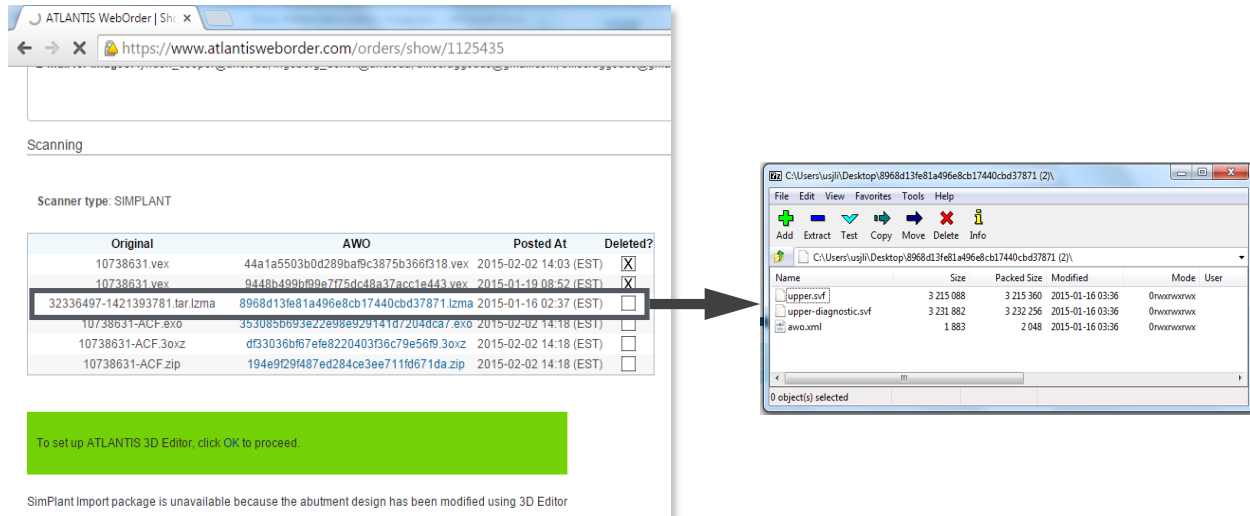 ATLANTIS WebOrder | Sho ×
https://www.atlantisweborder.com/orders/show/1125435
Scanning
Scanner type: SIMPLANT
Original AWO Posted At Deleted?
10738631.vex 44a1a5503b0d289baf9c3875b366f318.vex 2015-02-02 14:03 (EST) X
10738631.vex 9448b499bf99e7f75dc48a37acc1e443.vex 2015-01-19 08:52 (EST) X
32336497-1421393781.tar.lzma 8968d13fe81a496e8cb17440cbd37871.lzma 2015-01-16 02:37 (EST)
10738631-ACF.exo 353085b693e22e98e929141d7204dca7.exo 2015-02-02 14:18 (EST)
10738631-ACF.3oxz df33036bf67efe8220403f36c79e56f9.3oxz 2015-02-02 14:18 (EST)
10738631-ACF.zip 194e9f29f487ed284ce3ee711fd671da.zip 2015-02-02 14:18 (EST)
To set up ATLANTIS 3D Editor, click OK to proceed.
SimPlant Import package is unavailable because the abutment design has been modified using 3D Editor
7z C:\Users\usjli\Desktop\8968d13fe81a496e8cb17440cbd37871 (2)\
File Edit View Favorites Tools Help
Add Extract Test Copy Move Delete Info
C:\Users\usjli\Desktop\8968d13fe81a496e8cb17440cbd37871 (2)\
Name Size Packed Size Modified Mode User
upper.svf 3 215 088 3 215 360 2015-01-16 03:36 0rwxrwxrwx
upper-diagnostic.svf 3 231 882 3 232 256 2015-01-16 03:36 0rwxrwxrwx
awo.xml 1 883 2 048 2015-01-16 03:36 0rwxrwxrwx
0 object(s) selected